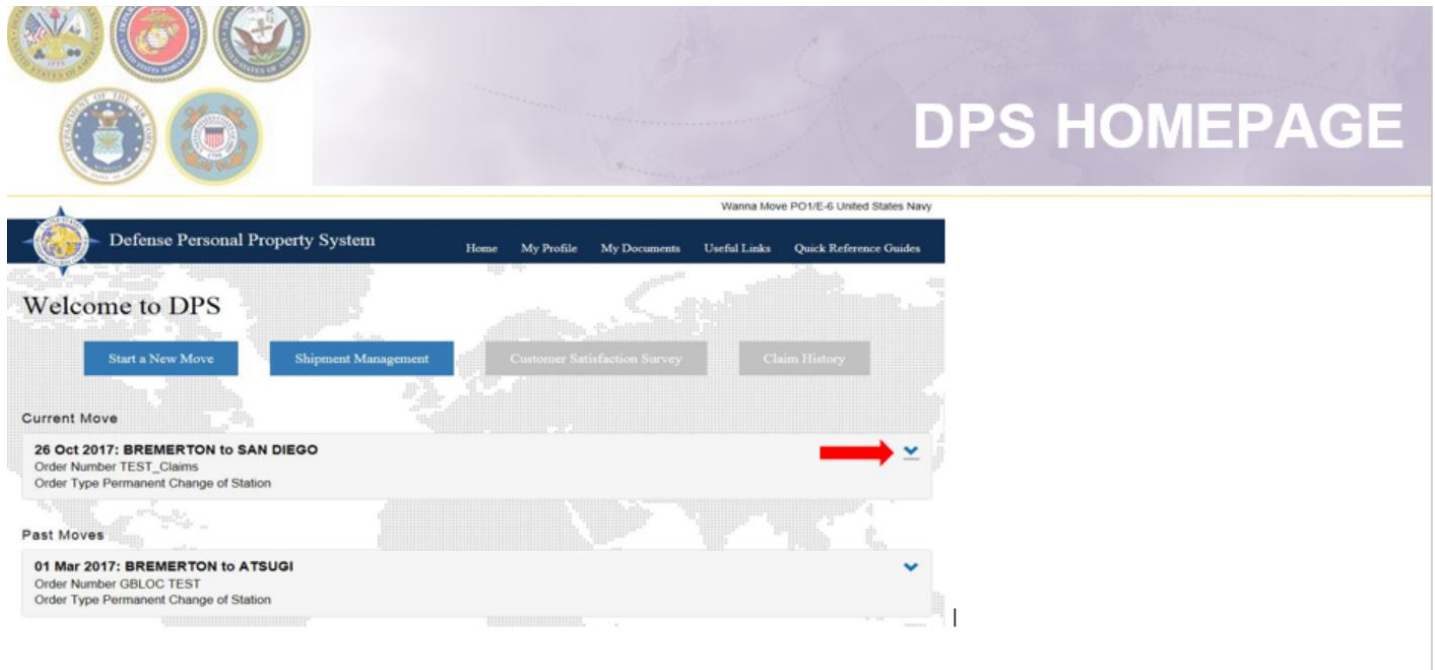 DPS HOMEPAGE
Wanna Move PO1/E-6 United States Navy
Defense Personal Property System
Home My Profile My Documents Useful Links Quick Reference Guides
Welcome to DPS
Start a New Move Shipment Management Customer Satisfaction Survey Claim History
Current Move
26 Oct 2017: BREMERTON to SAN DIEGO
Order Number TEST_Claims
Order Type Permanent Change of Station
Past Moves
01 Mar 2017: BREMERTON to ATSUGI
Order Number GBLOC TEST
Order Type Permanent Change of Station